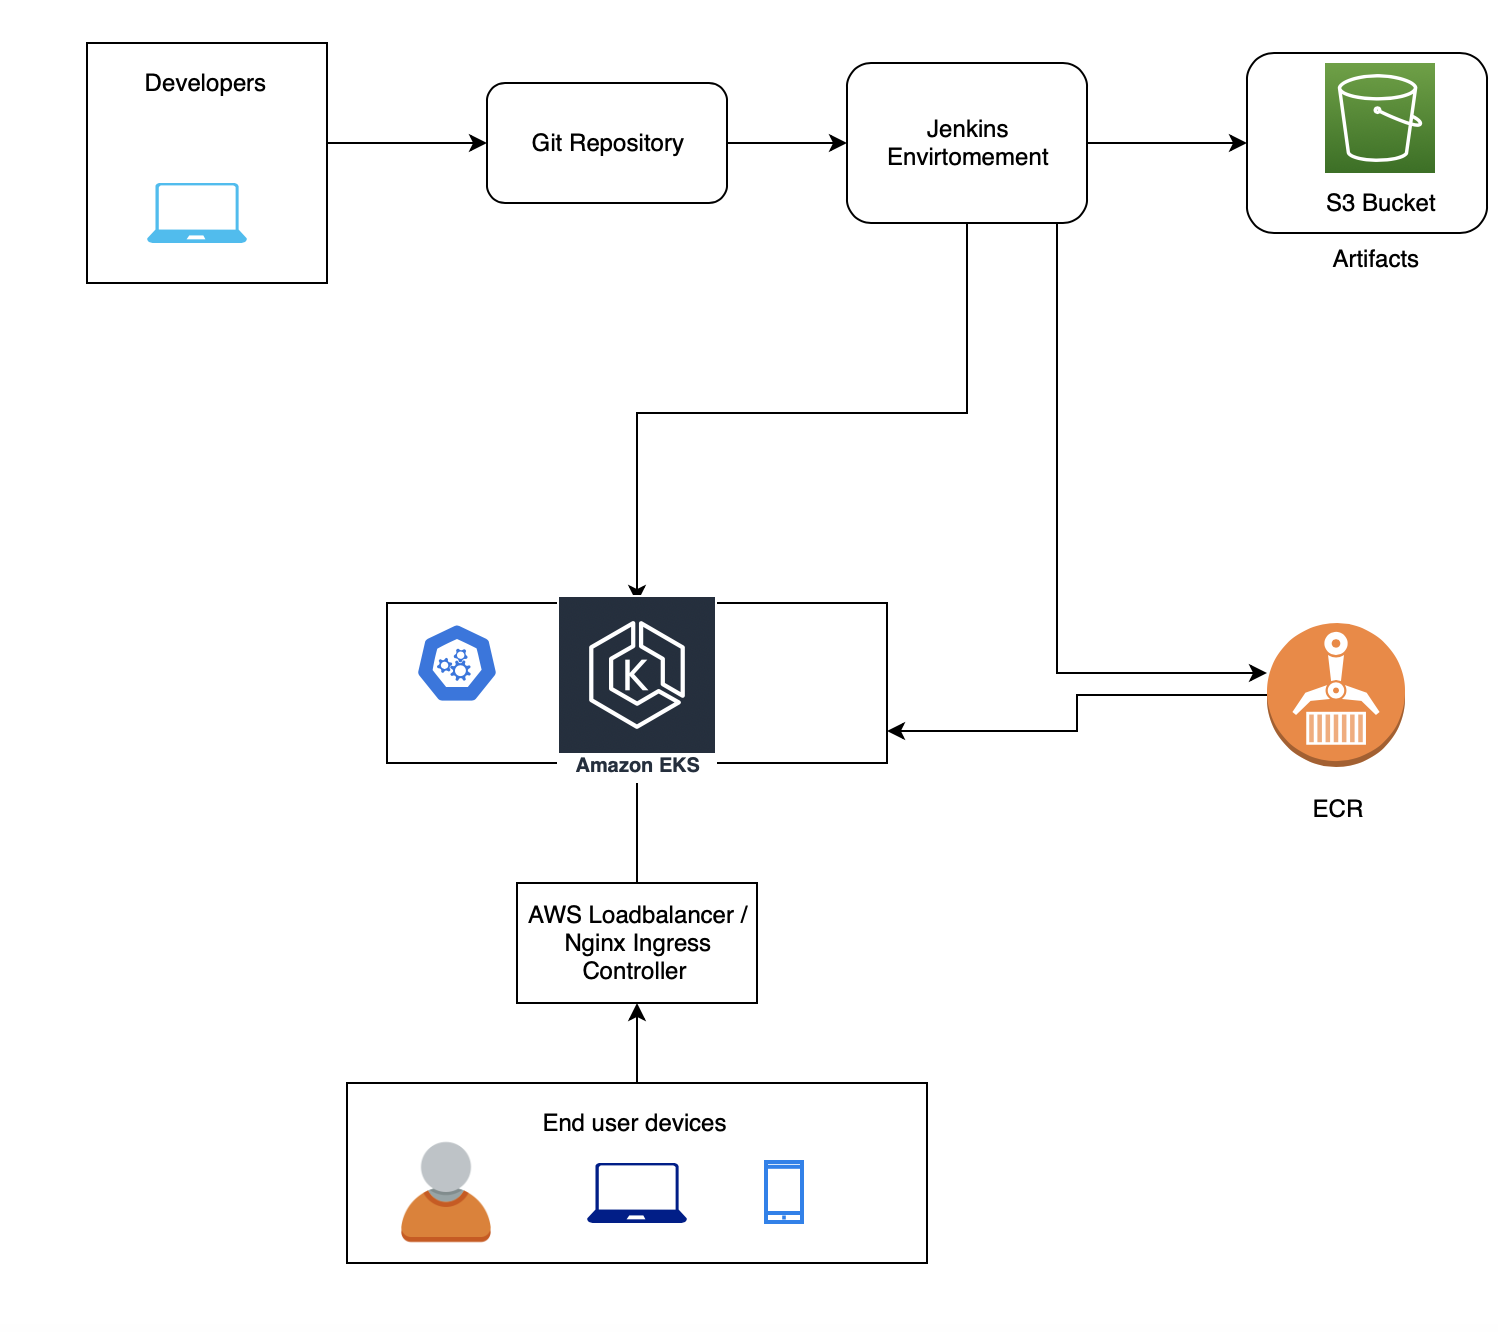 Developers
Git Repository
Jenkins
Envirtomement
S3 Bucket
Artifacts
K
Amazon EKS
ECR
AWS Loadbalancer /
Nginx Ingress
Controller
End user devices